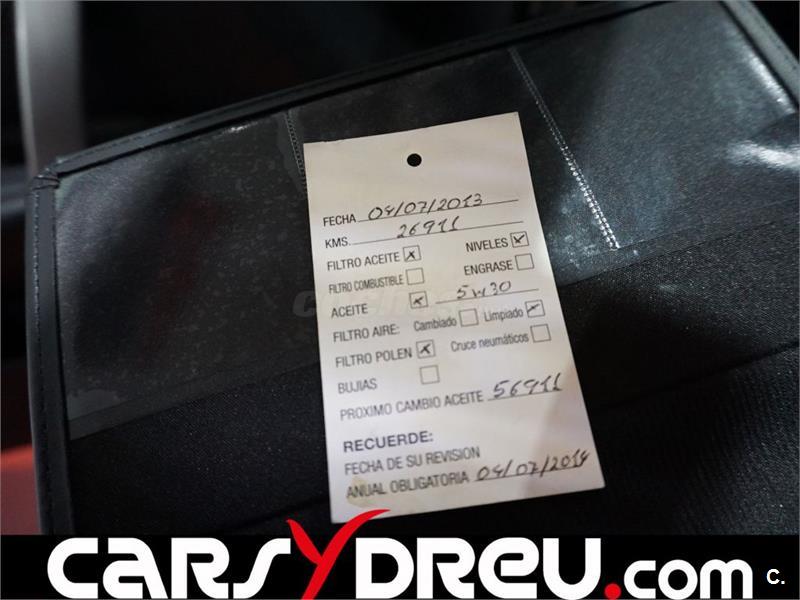 FECHA 04/07/2013
KMS. 26911
FILTRO ACEITE NIVELES
FILTRO COMBUSTIBLE ENGRASE
ACEITE 5w30
FILTRO AIRE: Cambiado Limpiado
FILTRO POLEN Cruce neumáticos
BUJIAS
PROXIMO CAMBIO ACEITE 56911
RECUERDE:
FECHA DE SU REVISION
ANUAL OBLIGATORIA 04/07/2014
CARSYDREU.com
C.